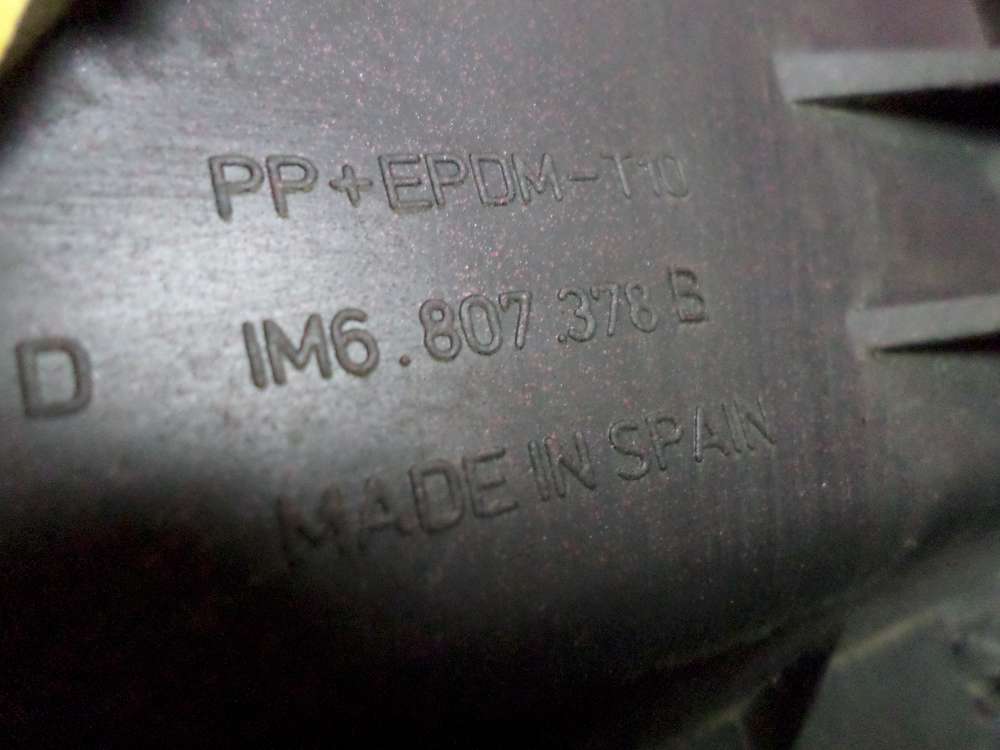 PP+EPDM-T10
D 1M6.807.378 B
MADE IN SPAIN